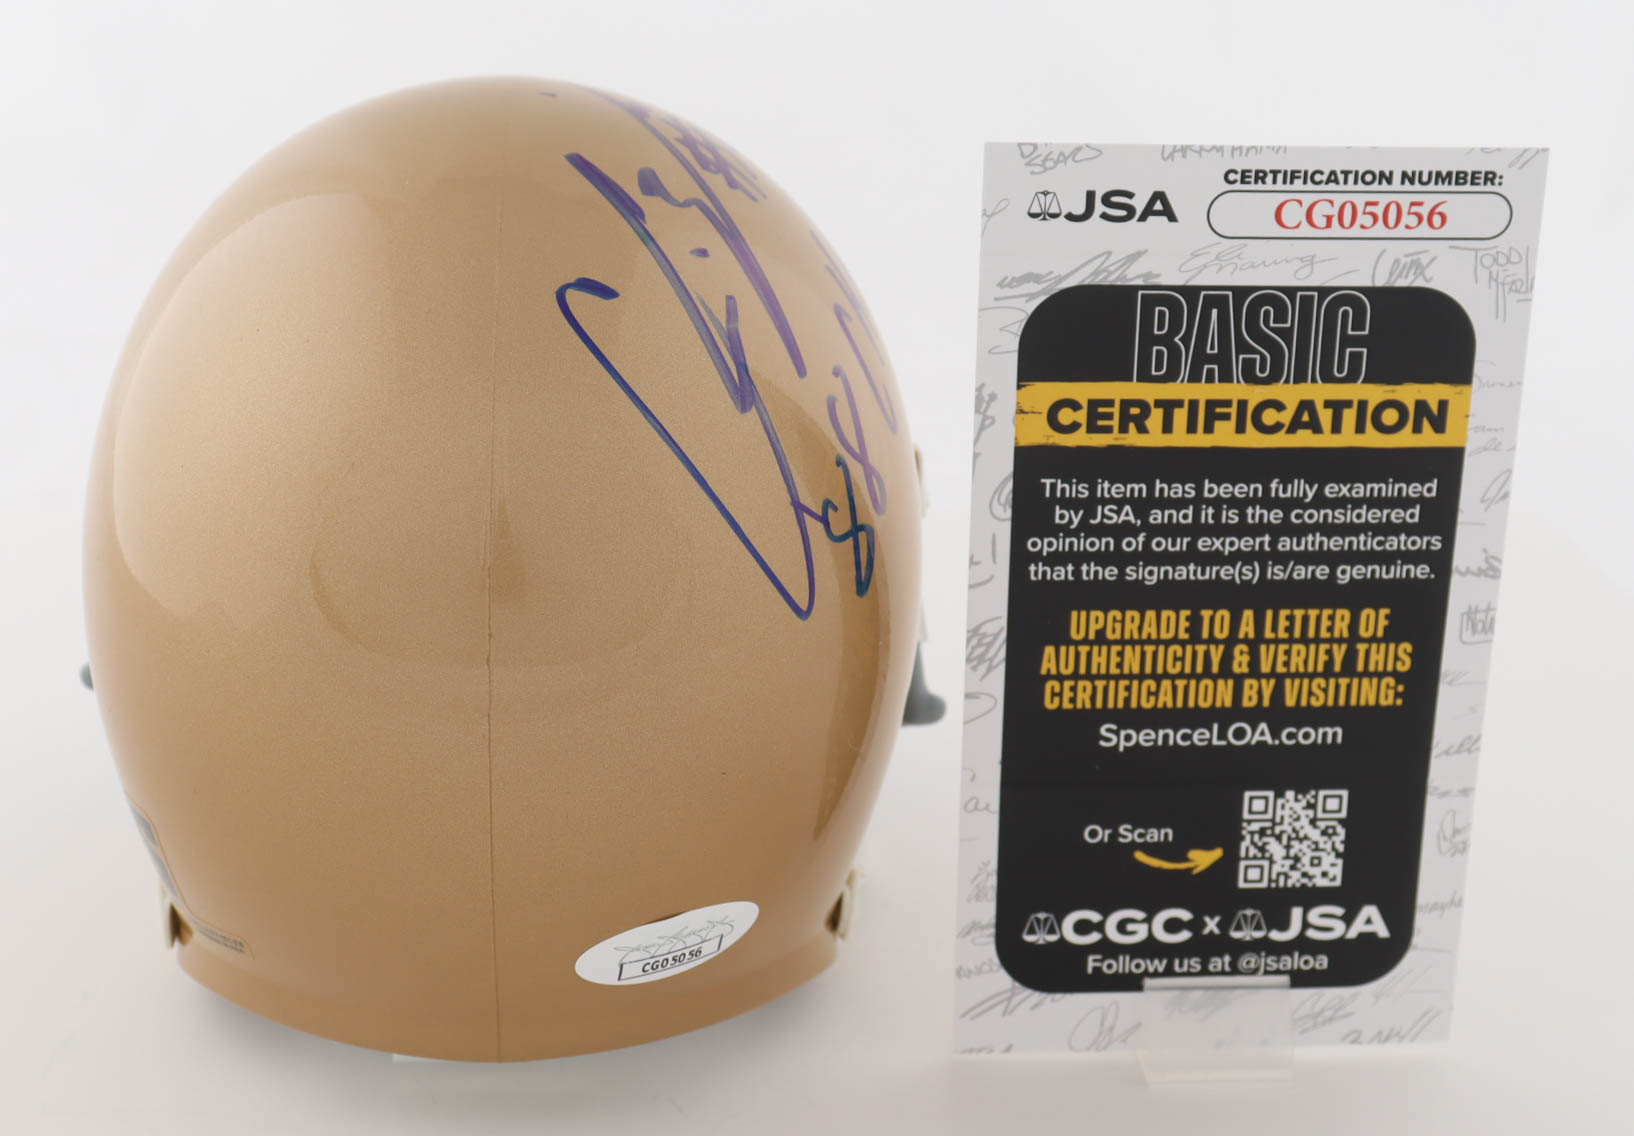 88
CG05056
JSA
CERTIFICATION NUMBER:
CG05056
BASIC
CERTIFICATION
This item has been fully examined
by JSA, and it is the considered
opinion of our expert authenticators
that the signature(s) is/are genuine.
UPGRADE TO A LETTER OF
AUTHENTICITY & VERIFY THIS
CERTIFICATION BY VISITING:
SpenceLOA.com
Or Scan
CGC x JSA
Follow us at @jsaloa